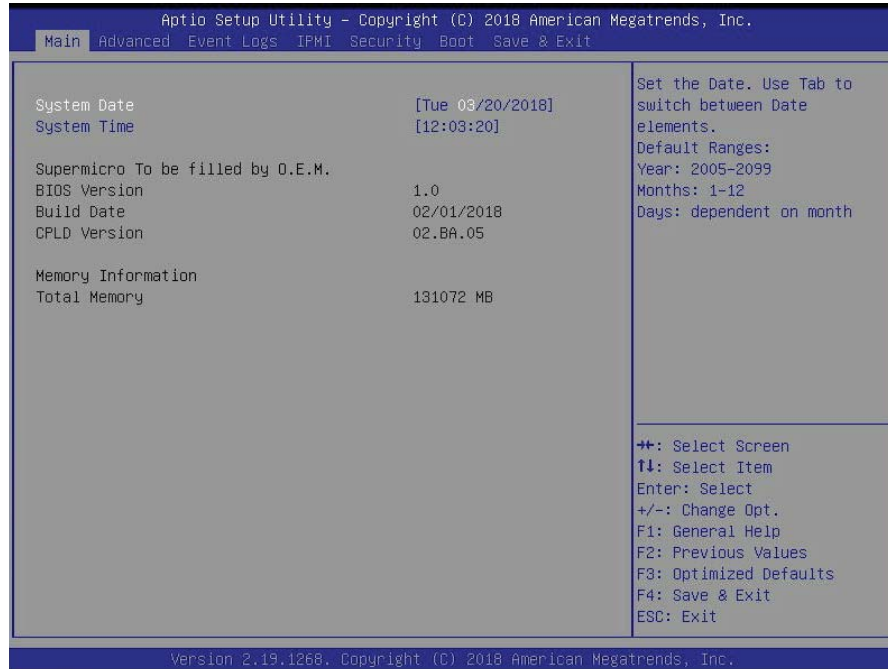 Aptio Setup Utility – Copyright (C) 2018 American Megatrends, Inc.
Main Advanced Event Logs IPMI Security Boot Save & Exit
System Date [Tue 03/20/2018]
System Time [12:03:20]
Supermicro To be filled by O.E.M.
BIOS Version 1.0
Build Date 02/01/2018
CPLD Version 02.BA.05
Memory Information
Total Memory 131072 MB
Set the Date. Use Tab to
switch between Date
elements.
Default Ranges:
Year: 2005-2099
Months: 1-12
Days: dependent on month
→←: Select Screen
↑↓: Select Item
Enter: Select
+/-: Change Opt.
F1: General Help
F2: Previous Values
F3: Optimized Defaults
F4: Save & Exit
ESC: Exit
Version 2.19.1268. Copyright (C) 2018 American Megatrends, Inc.